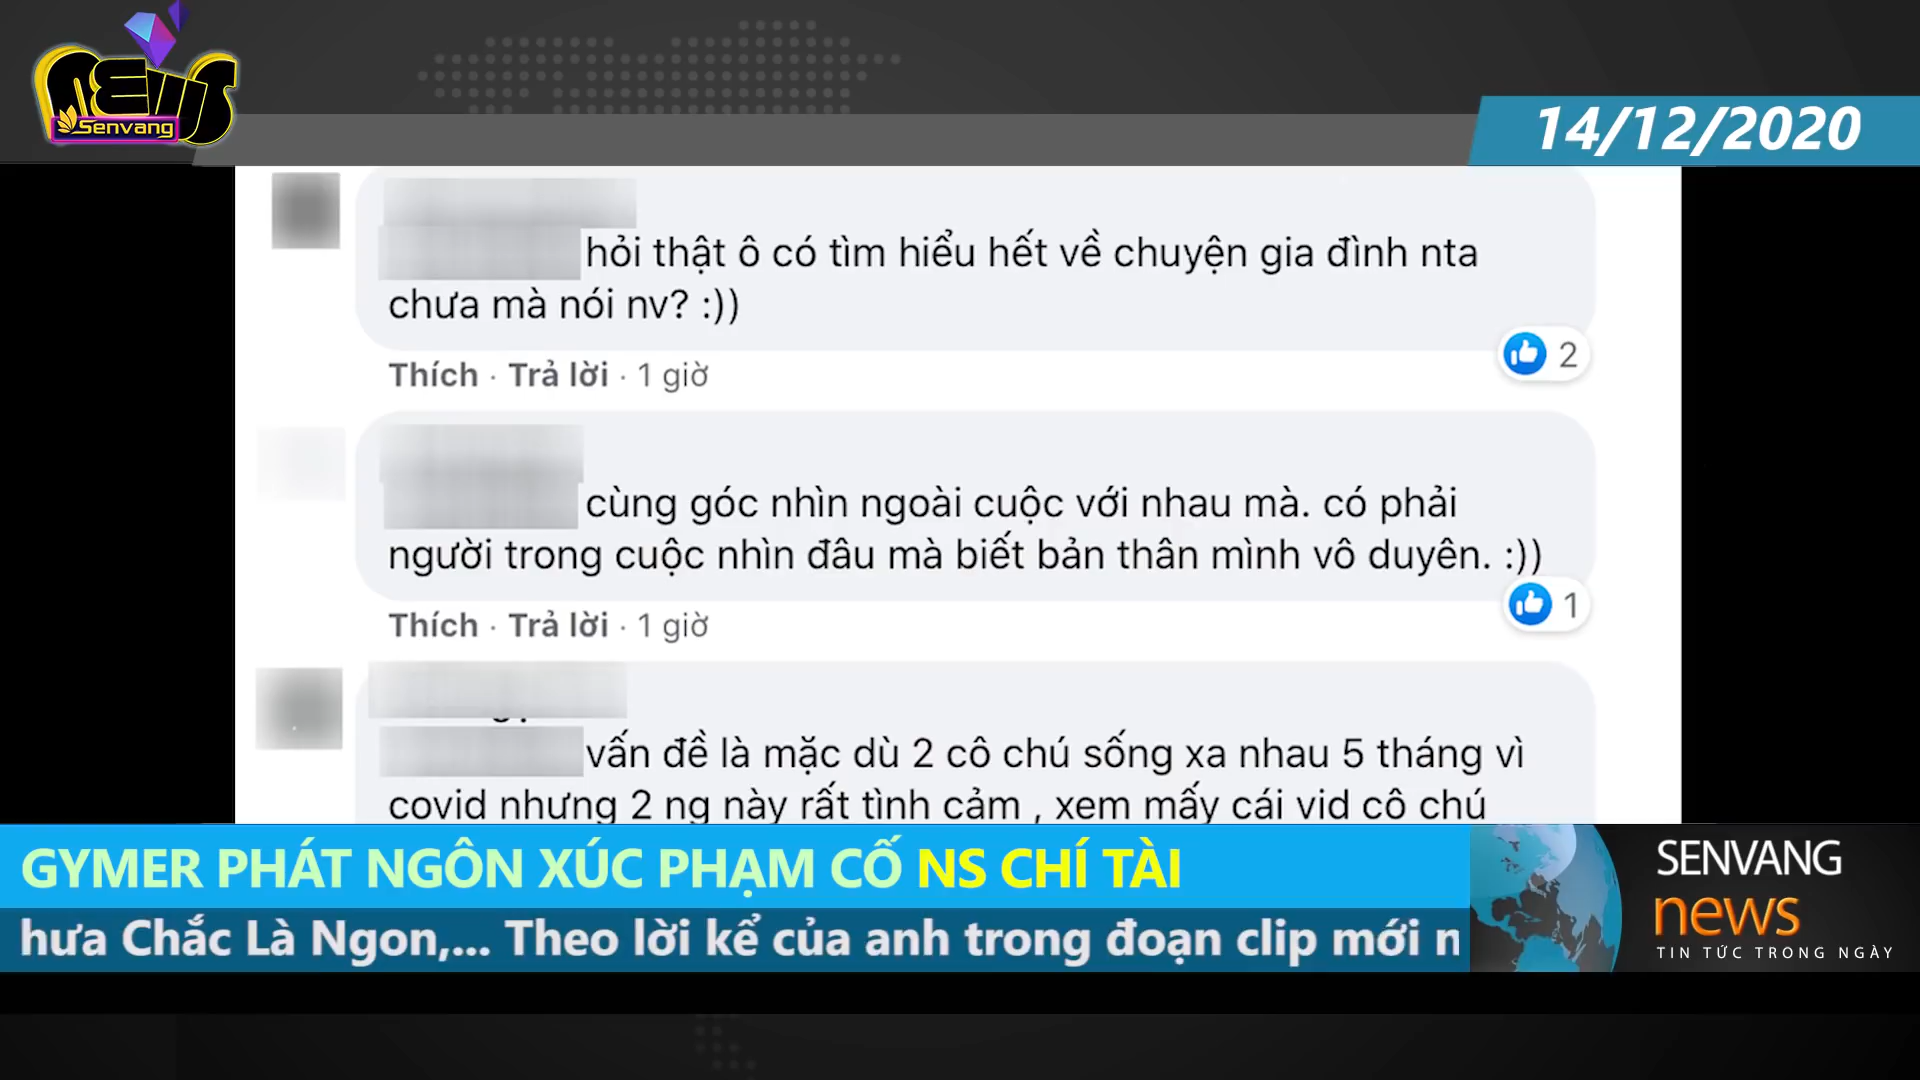 NEWS
Senvang
14/12/2020
hỏi thật ô có tìm hiểu hết về chuyện gia đình nta
chưa mà nói nv? :))
2
Thích · Trả lời · 1 giờ
cùng góc nhìn ngoài cuộc với nhau mà. có phải
người trong cuộc nhìn đâu mà biết bản thân mình vô duyên. :))
1
Thích · Trả lời · 1 giờ
vấn đề là mặc dù 2 cô chú sống xa nhau 5 tháng vì
covid nhưng 2 ng này rất tình cảm , xem mấy cái vid cô chú
GYMER PHÁT NGÔN XÚC PHẠM CỐ NS CHÍ TÀI
hưa Chắc Là Ngon,... Theo lời kể của anh trong đoạn clip mới
SENVANG
news
TIN TỨC TRONG NGÀY